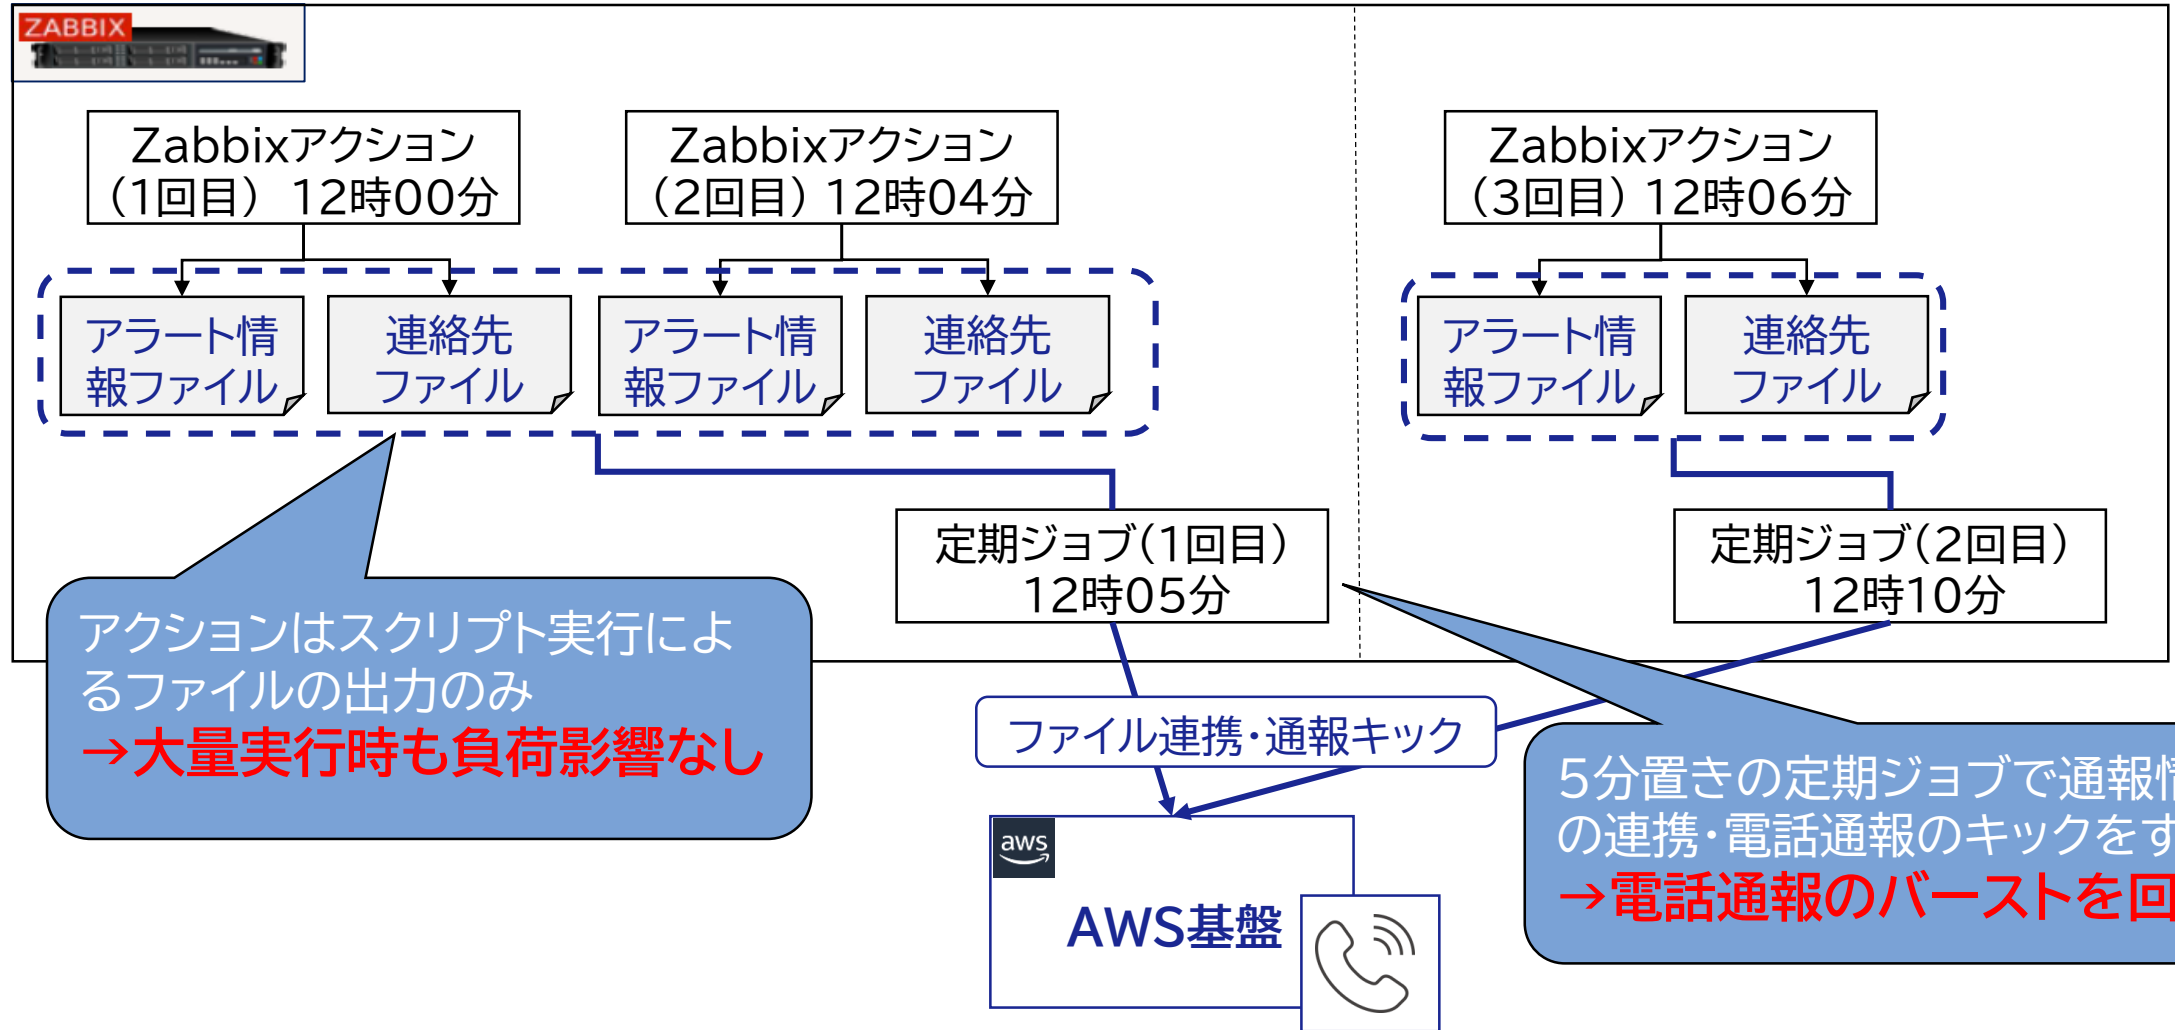 ZABBIX
Zabbixアクション
(1回目) 12時00分
Zabbixアクション
(2回目) 12時04分
Zabbixアクション
(3回目) 12時06分
アラート情
報ファイル
連絡先
ファイル
アラート情
報ファイル
連絡先
ファイル
アラート情
報ファイル
連絡先
ファイル
定期ジョブ(1回目)
12時05分
定期ジョブ(2回目)
12時10分
アクションはスクリプト実行によ
るファイルの出力のみ
→大量実行時も負荷影響なし
ファイル連携・通報キック
5分置きの定期ジョブで通報
の連携・電話通報のキックをす
→電話通報のバーストを回
aws
AWS基盤